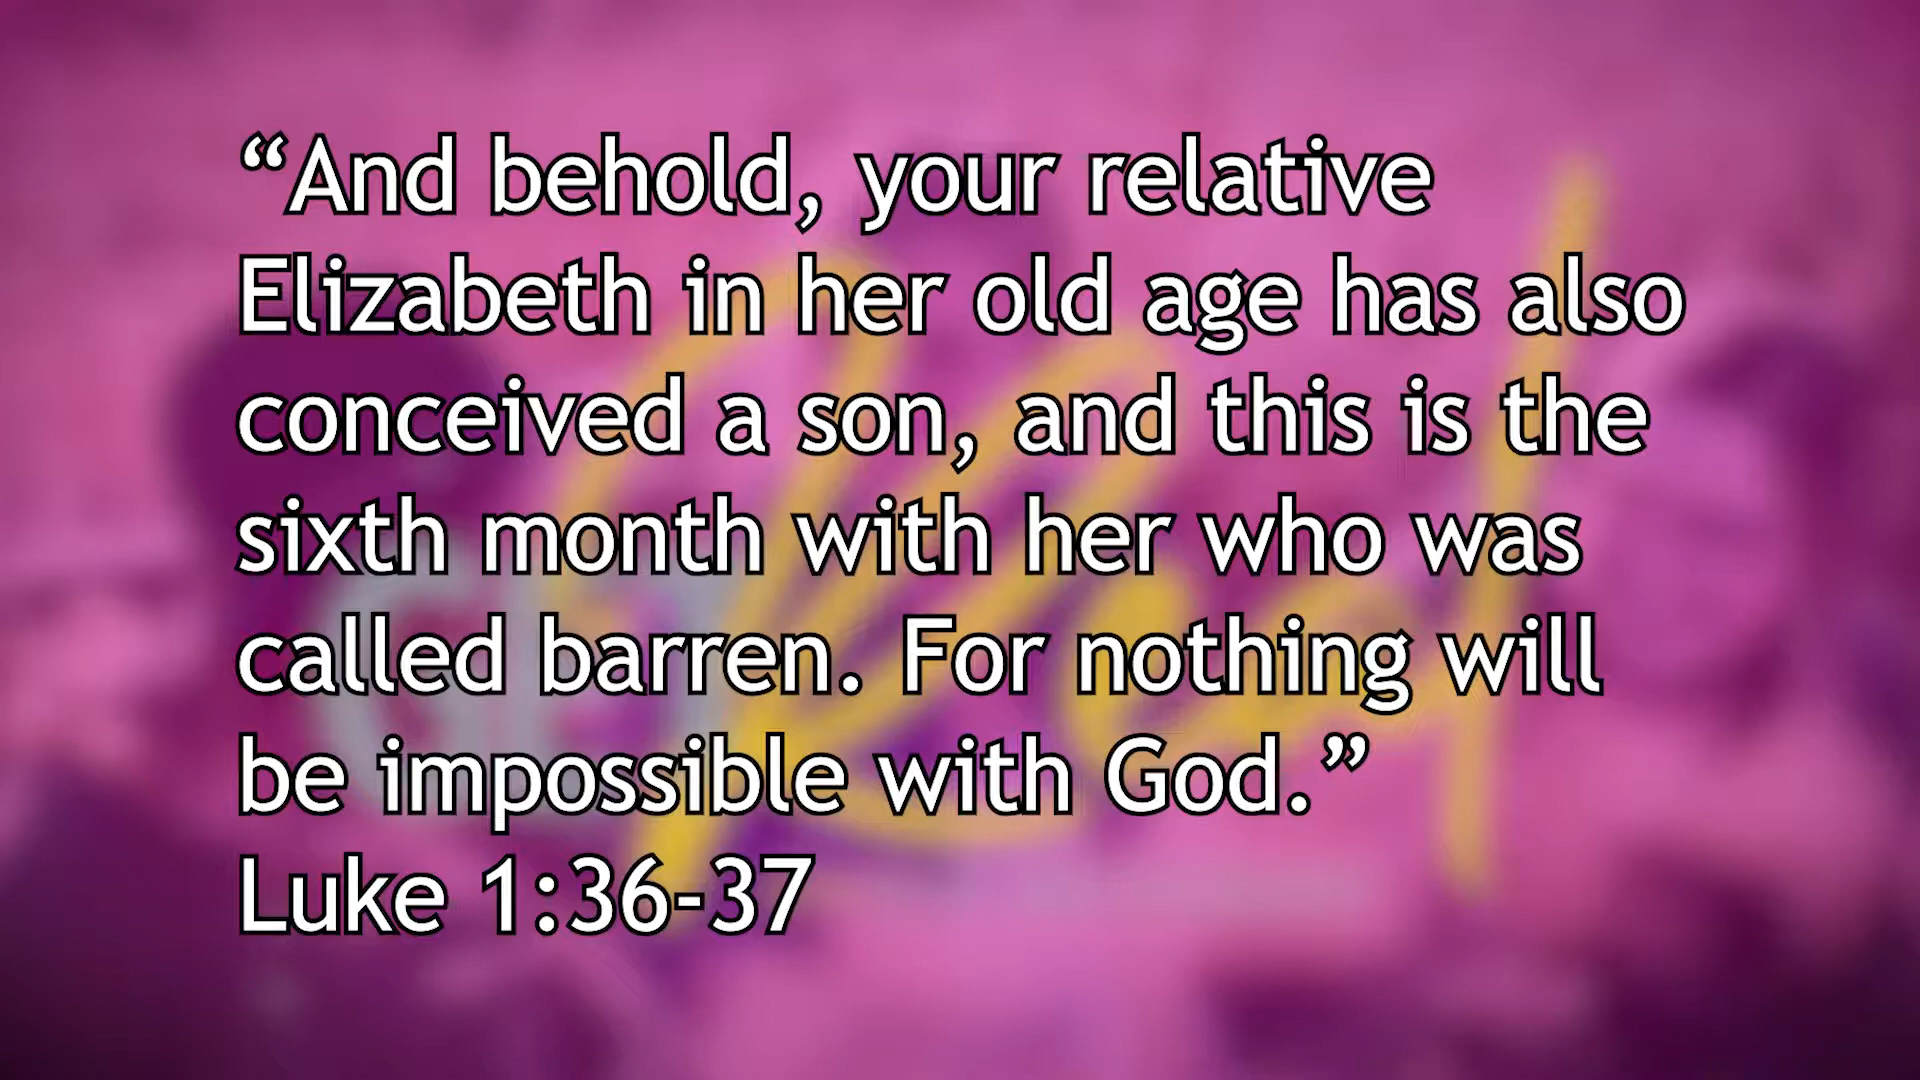 “And behold, your relative
Elizabeth in her old age has also
conceived a son, and this is the
sixth month with her who was
called barren. For nothing will
be impossible with God.”
Luke 1:36-37